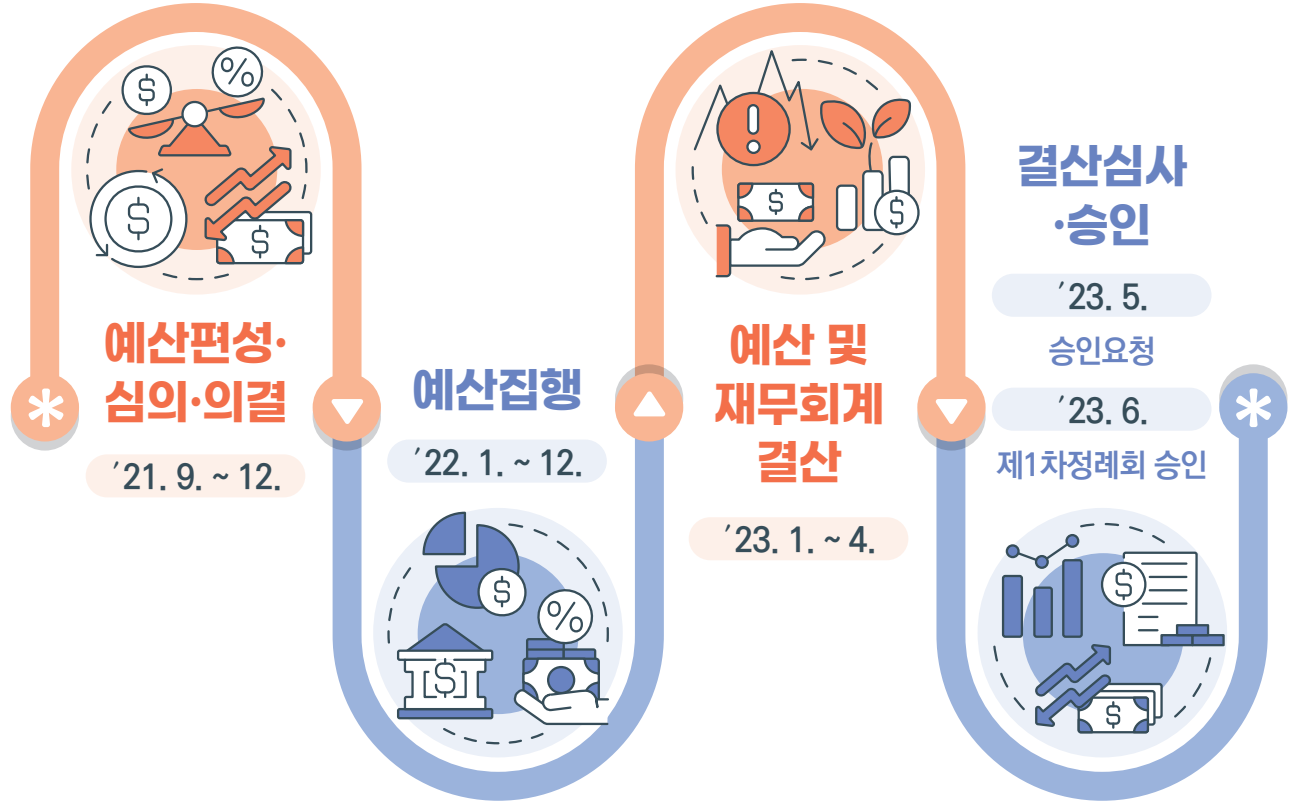 예산편성·
심의·의결
′21. 9. ~ 12.
예산집행
′22. 1. ~ 12.
예산 및
재무회계
결산
′23. 1. ~ 4.
결산심사
·승인
′23. 5.
승인요청
′23. 6.
제1차정례회 승인